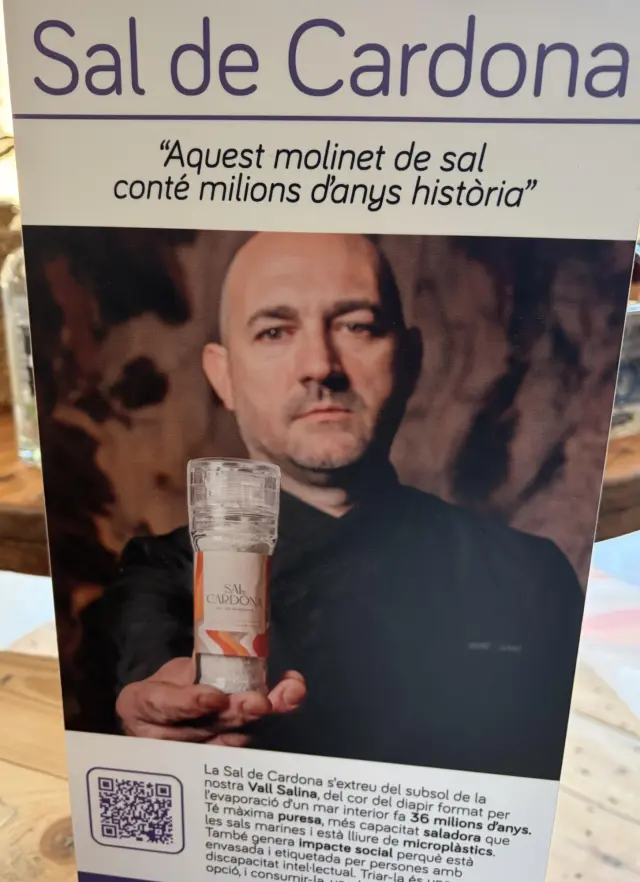 Sal de Cardona
“Aquest molinet de sal
conté milions d'anys història”
SAL DE
CARDONA
La Sal de Cardona s'extreu del subsol de la
nostra Vall Salina, del cor del diapir format per
l'evaporació d'un mar interior fa 36 milions d'anys.
Té màxima puresa, més capacitat saladora que
les sals marines i està lliure de microplàstics.
També genera impacte social perquè està
envasada i etiquetada per persones amb
discapacitat intel·lectual. Triar-la és
opció, i consumir-la